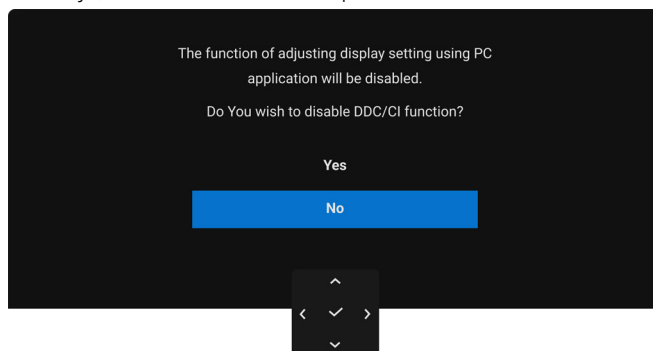 The function of adjusting display setting using PC
application will be disabled.
Do You wish to disable DDC/CI function?
Yes
No